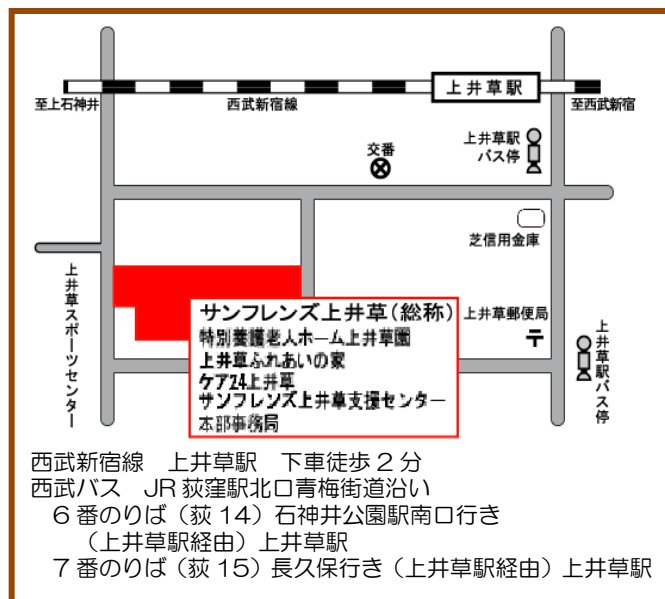 上井草駅
至上石神井
西武新宿線
至西武新宿
上井草駅
バス停
交番
芝信用金庫
上井草スポーツセンター
サンフレンズ上井草(総称)
特別養護老人ホーム上井草園
上井草ふれあいの家
ケア24上井草
サンフレンズ上井草支援センター
本部事務局
上井草郵便局
〒
上井草駅バス停
西武新宿線 上井草駅 下車徒歩2分
西武バス JR荻窪駅北口青梅街道沿い
6番のりば(荻14)石神井公園駅南口行き
(上井草駅経由)上井草駅
7番のりば(荻15)長久保行き(上井草駅経由)上井草駅